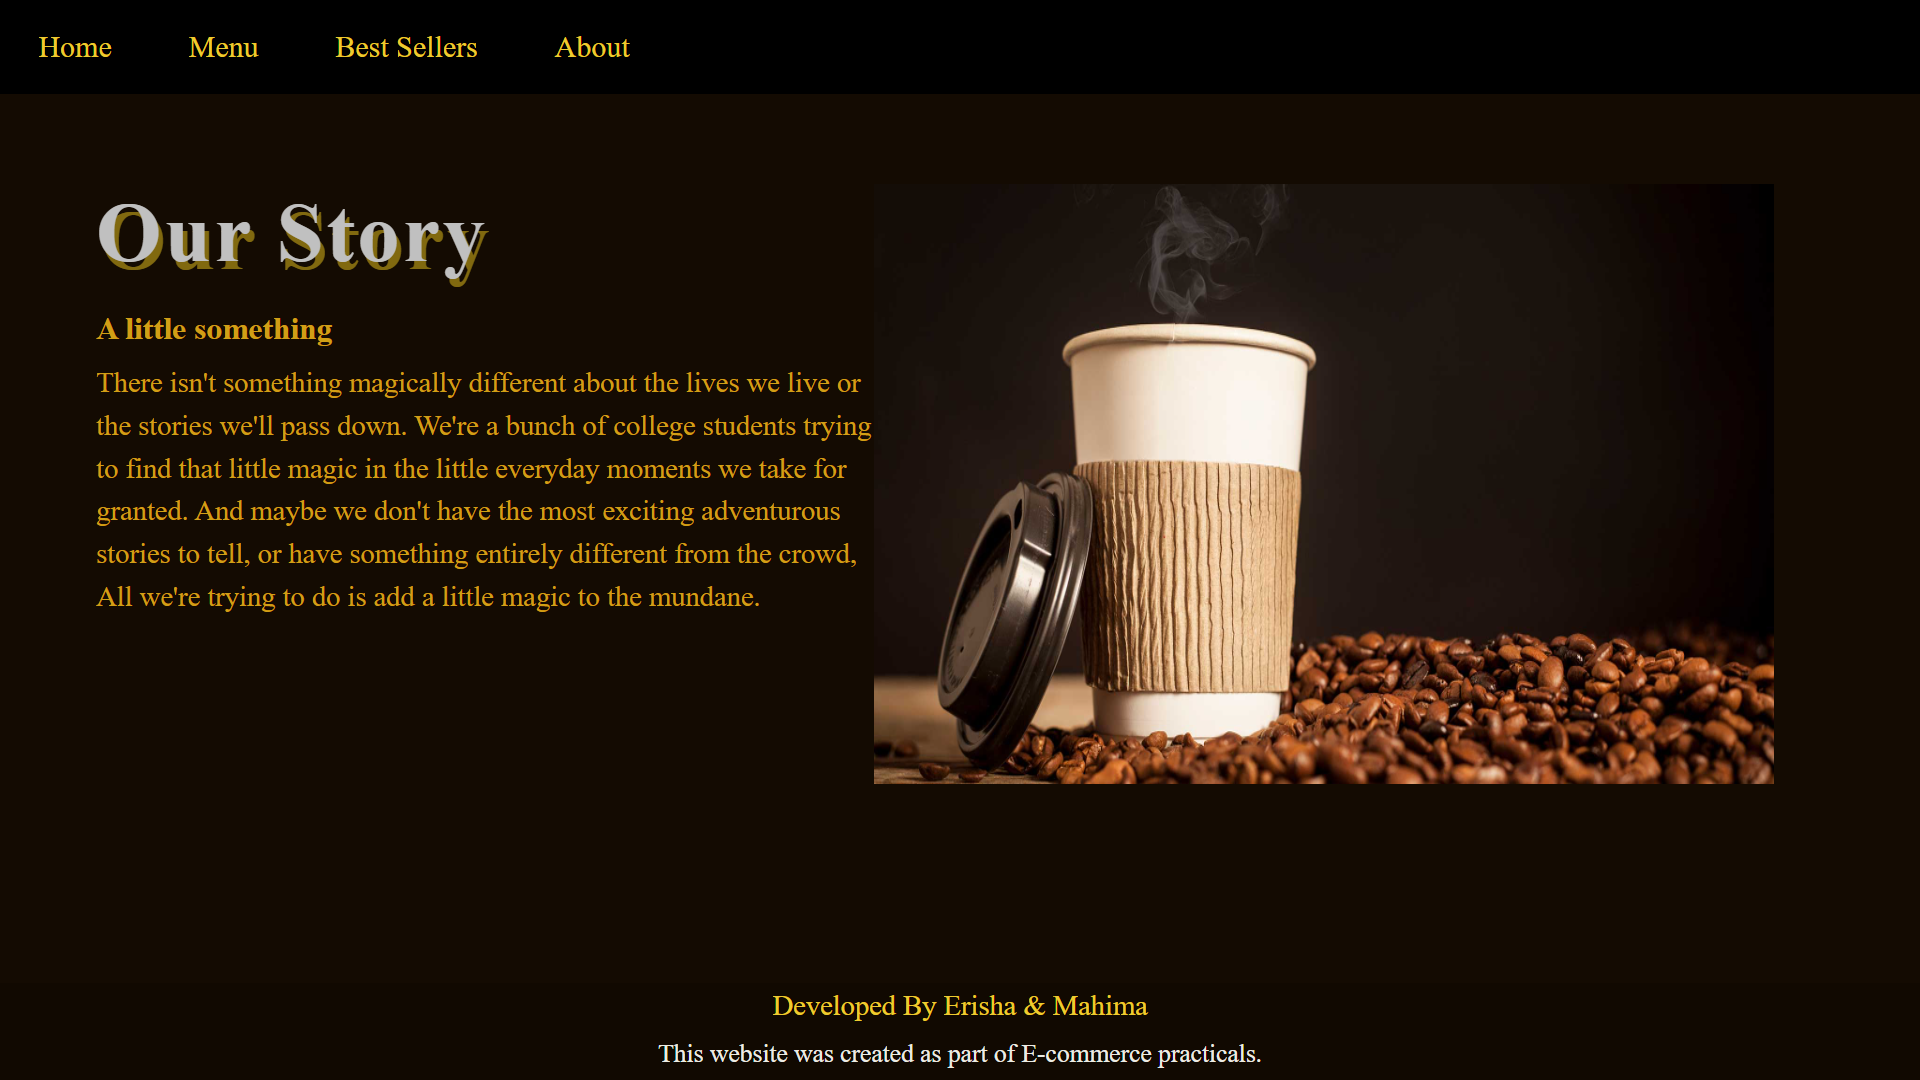 Home Menu Best Sellers About
Our Story
A little something
There isn't something magically different about the lives we live or
the stories we'll pass down. We're a bunch of college students trying
to find that little magic in the little everyday moments we take for
granted. And maybe we don't have the most exciting adventurous
stories to tell, or have something entirely different from the crowd,
All we're trying to do is add a little magic to the mundane.
Developed By Erisha & Mahima
This website was created as part of E-commerce practicals.